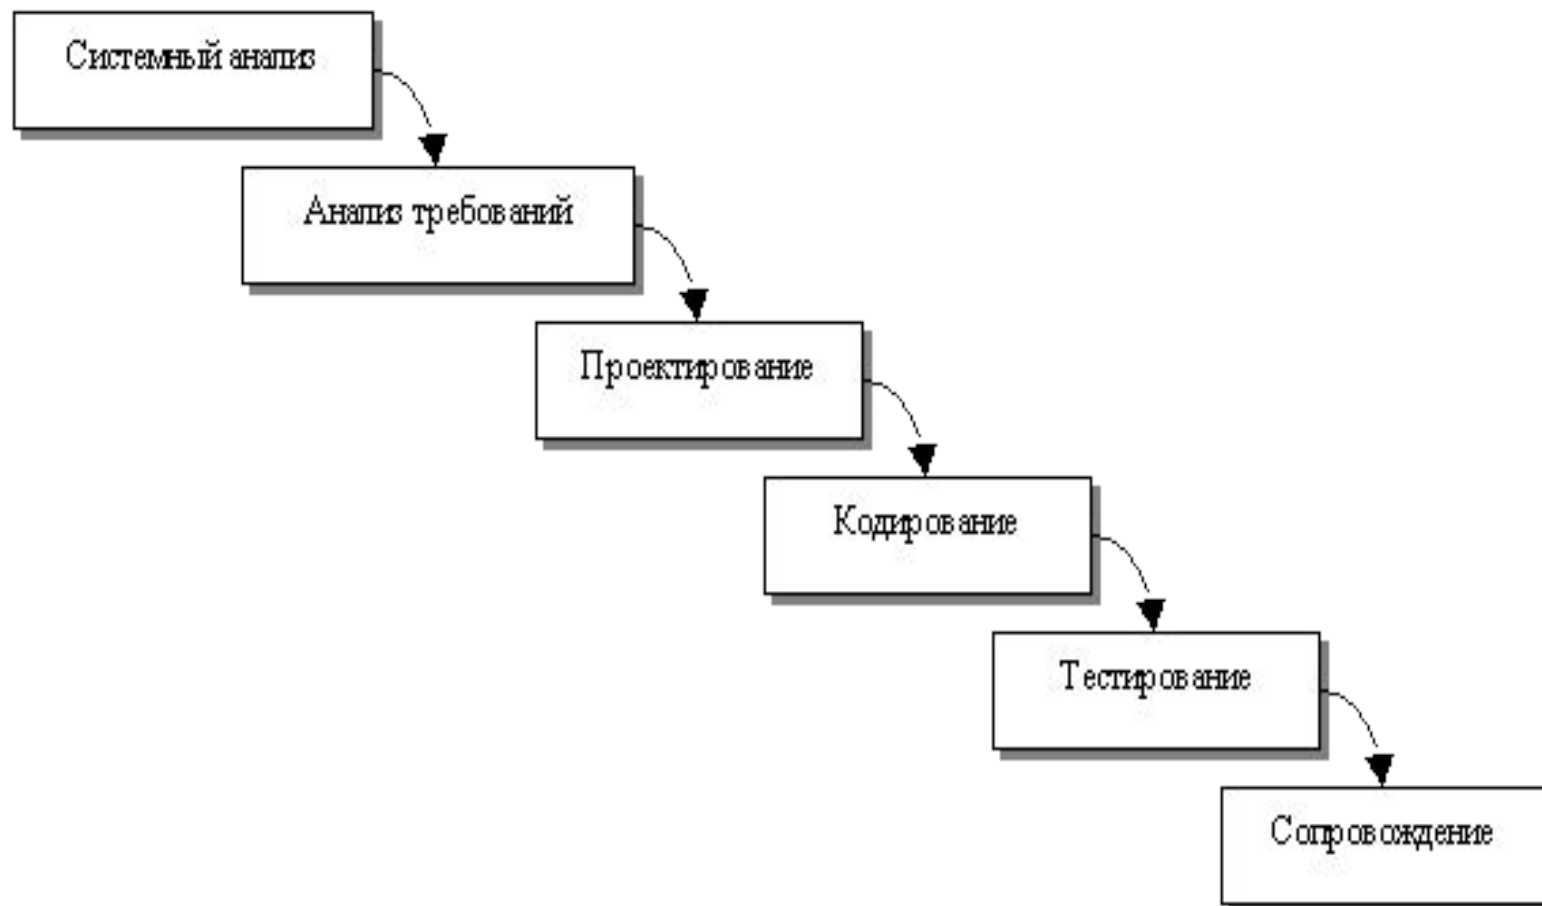 Системный анализ
Анализ требований
Проектирование
Кодирование
Тестирование
Сопровождение